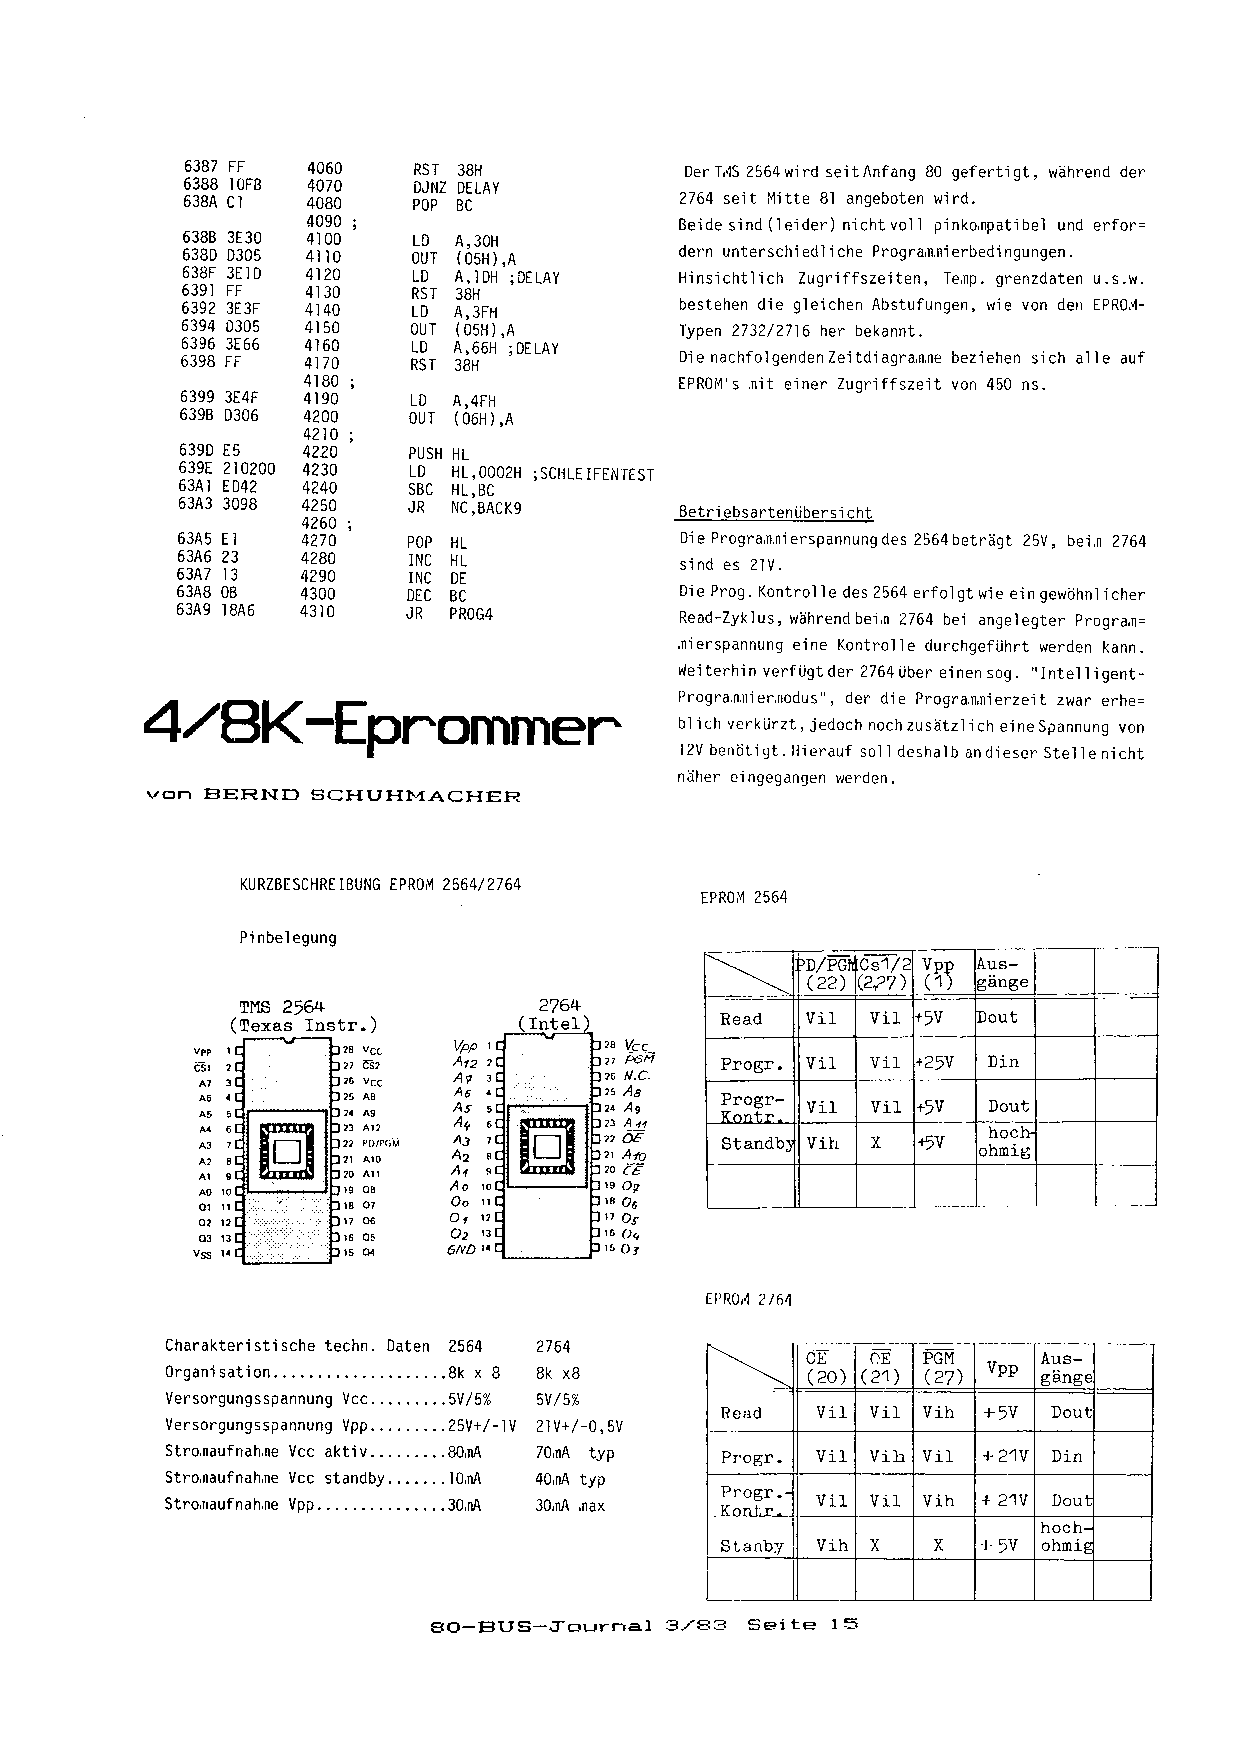 6387 FF 4060 RST 38H
6388 10FB 4070 DJNZ DELAY
638A C1 4080 POP BC
4090 ;
638B 3E30 4100 LD A,30H
638D D305 4110 OUT (05H),A
638F 3E1D 4120 LD A,1DH ;DELAY
6391 FF 4130 RST 38H
6392 3E3F 4140 LD A,3FH
6394 D305 4150 OUT (05H),A
6396 3E66 4160 LD A,66H ;DELAY
6398 FF 4170 RST 38H
4180 ;
6399 3E4F 4190 LD A,4FH
639B D306 4200 OUT (06H),A
4210 ;
639D E5 4220 PUSH HL
639E 210200 4230 LD HL,0002H ;SCHLEIFENTEST
63A1 ED42 4240 SBC HL,BC
63A3 3098 4250 JR NC,BACK9
4260 ;
63A5 E1 4270 POP HL
63A6 23 4280 INC HL
63A7 13 4290 INC DE
63A8 0B 4300 DEC BC
63A9 18A6 4310 JR PROG4
4/8K-Eprommer
von BERND SCHUHMACHER
Der TMS 2564 wird seit Anfang 80 gefertigt, während der
2764 seit Mitte 81 angeboten wird.
Beide sind (leider) nicht voll pinkompatibel und erfor=
dern unterschiedliche Programmierbedingungen.
Hinsichtlich Zugriffszeiten, Temp. grenzdaten u.s.w.
bestehen die gleichen Abstufungen, wie von den EPROM-
Typen 2732/2716 her bekannt.
Die nachfolgenden Zeitdiagramme beziehen sich alle auf
EPROM's mit einer Zugriffszeit von 450 ns.
Betriebsartenübersicht
Die Programmierspannung des 2564 beträgt 25V, beim 2764
sind es 21V.
Die Prog. Kontrolle des 2564 erfolgt wie ein gewöhnlicher
Read-Zyklus, während beim 2764 bei angelegter Program=
mierspannung eine Kontrolle durchgeführt werden kann.
Weiterhin verfügt der 2764 über einen sog. "Intelligent-
Programmiermodus", der die Programmierzeit zwar erhe=
blich verkürzt, jedoch noch zusätzlich eine Spannung von
12V benötigt. Hierauf soll deshalb an dieser Stelle nicht
näher eingegangen werden.
KURZBESCHREIBUNG EPROM 2564/2764
Pinbelegung
TMS 2564
(Texas Instr.)
VPP 1 28 VCC
CS1 2 27 CS2
A7 3 26 VCC
A6 4 25 A8
A5 5 24 A9
A4 6 23 A12
A3 7 22 PD/PGM
A2 8 21 A10
A1 9 20 A11
A0 10 19 Q8
Q1 11 18 Q7
Q2 12 17 Q6
Q3 13 16 Q5
VSS 14 15 Q4
2764
(Intel)
Vpp 1 28 Vcc
A12 2 27 PGM
A7 3 26 N.C.
A6 4 25 A8
A5 5 24 A9
A4 6 23 A11
A3 7 22 OE
A2 8 21 A10
A1 9 20 CE
A0 10 19 O7
O0 11 18 O6
O1 12 17 O5
O2 13 16 O4
GND 14 15 O3
Charakteristische techn. Daten 2564 2764
Organisation....................8k x 8 8k x8
Versorgungsspannung Vcc.........5V/5% 5V/5%
Versorgungsspannung Vpp.........25V+/-1V 21V+/-0,5V
Stromaufnahme Vcc aktiv.........80mA 70mA typ
Stromaufnahme Vcc standby.......10mA 40mA typ
Stromaufnahme Vpp...............30mA 30mA max
EPROM 2564
PD/PGM Cs1/2 Vpp Aus-
(22) (2,27) (1) gänge
Read Vil Vil +5V Dout
Progr. Vil Vil +25V Din
Progr-
Kontr. Vil Vil +5V Dout
Standby Vih X +5V hoch-
ohmig
EPROM 2764
CE OE PGM Vpp Aus-
(20) (21) (27) gänge
Read Vil Vil Vih +5V Dout
Progr. Vil Vih Vil +21V Din
Progr.-
Kontr. Vil Vil Vih +21V Dout
Stanby Vih X X +5V hoch-
ohmig
80-BUS-Journal 3/83 Seite 15